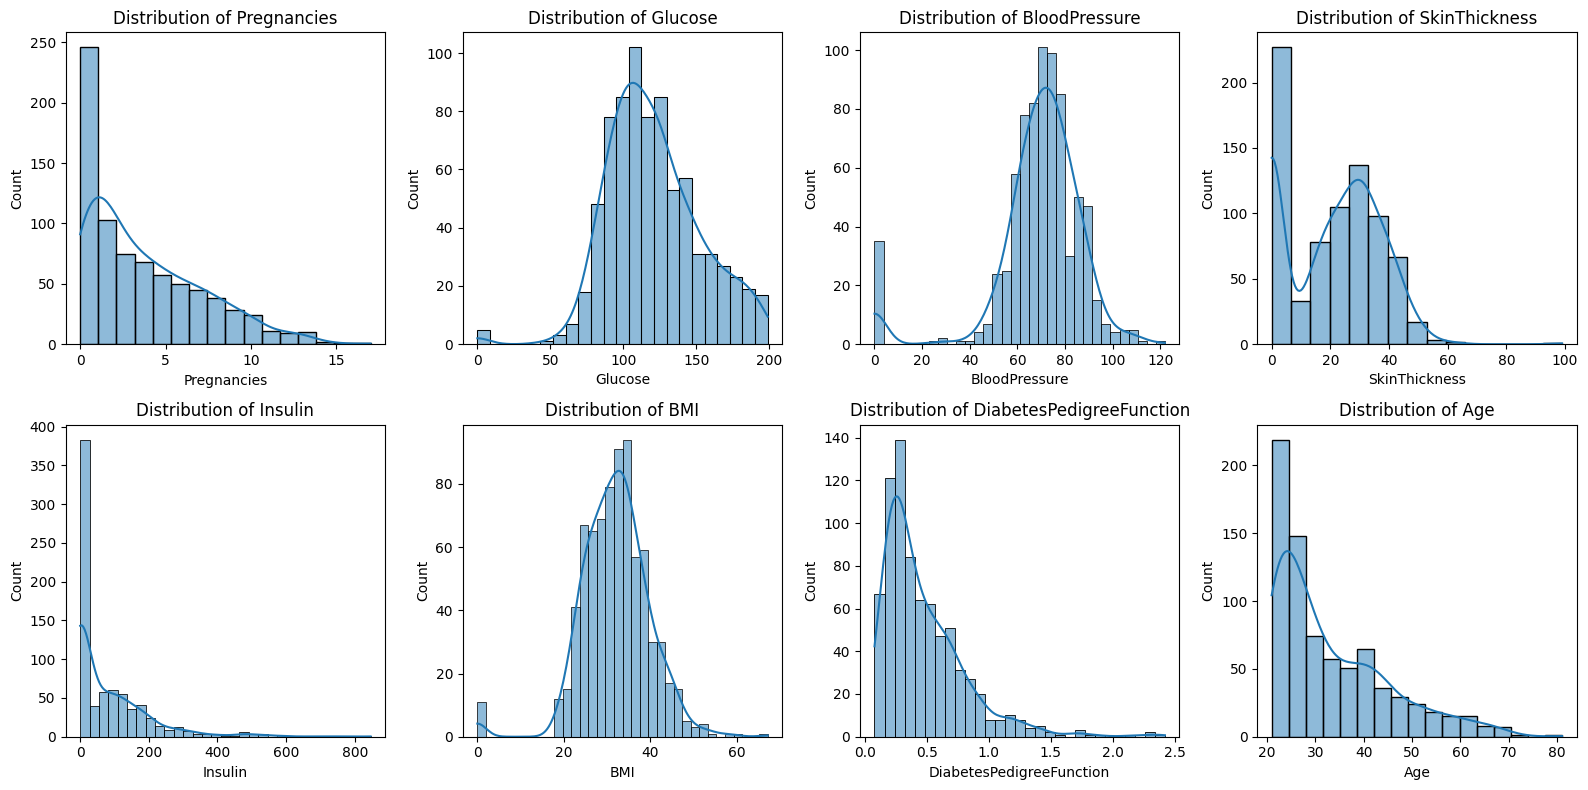 Distribution of Pregnancies
250
200
150
100
50
0
Count
0 5 10 15
Pregnancies
Distribution of Glucose
100
80
60
40
20
0
Count
0 50 100 150 200
Glucose
Distribution of BloodPressure
100
80
60
40
20
0
Count
0 20 40 60 80 100 120
BloodPressure
Distribution of SkinThickness
200
150
100
50
0
Count
0 20 40 60 80 100
SkinThickness
Distribution of Insulin
400
350
300
250
200
150
100
50
0
Count
0 200 400 600 800
Insulin
Distribution of BMI
80
60
40
20
0
Count
0 20 40 60
BMI
Distribution of DiabetesPedigreeFunction
140
120
100
80
60
40
20
0
Count
0.0 0.5 1.0 1.5 2.0 2.5
DiabetesPedigreeFunction
Distribution of Age
200
150
100
50
0
Count
20 30 40 50 60 70 80
Age